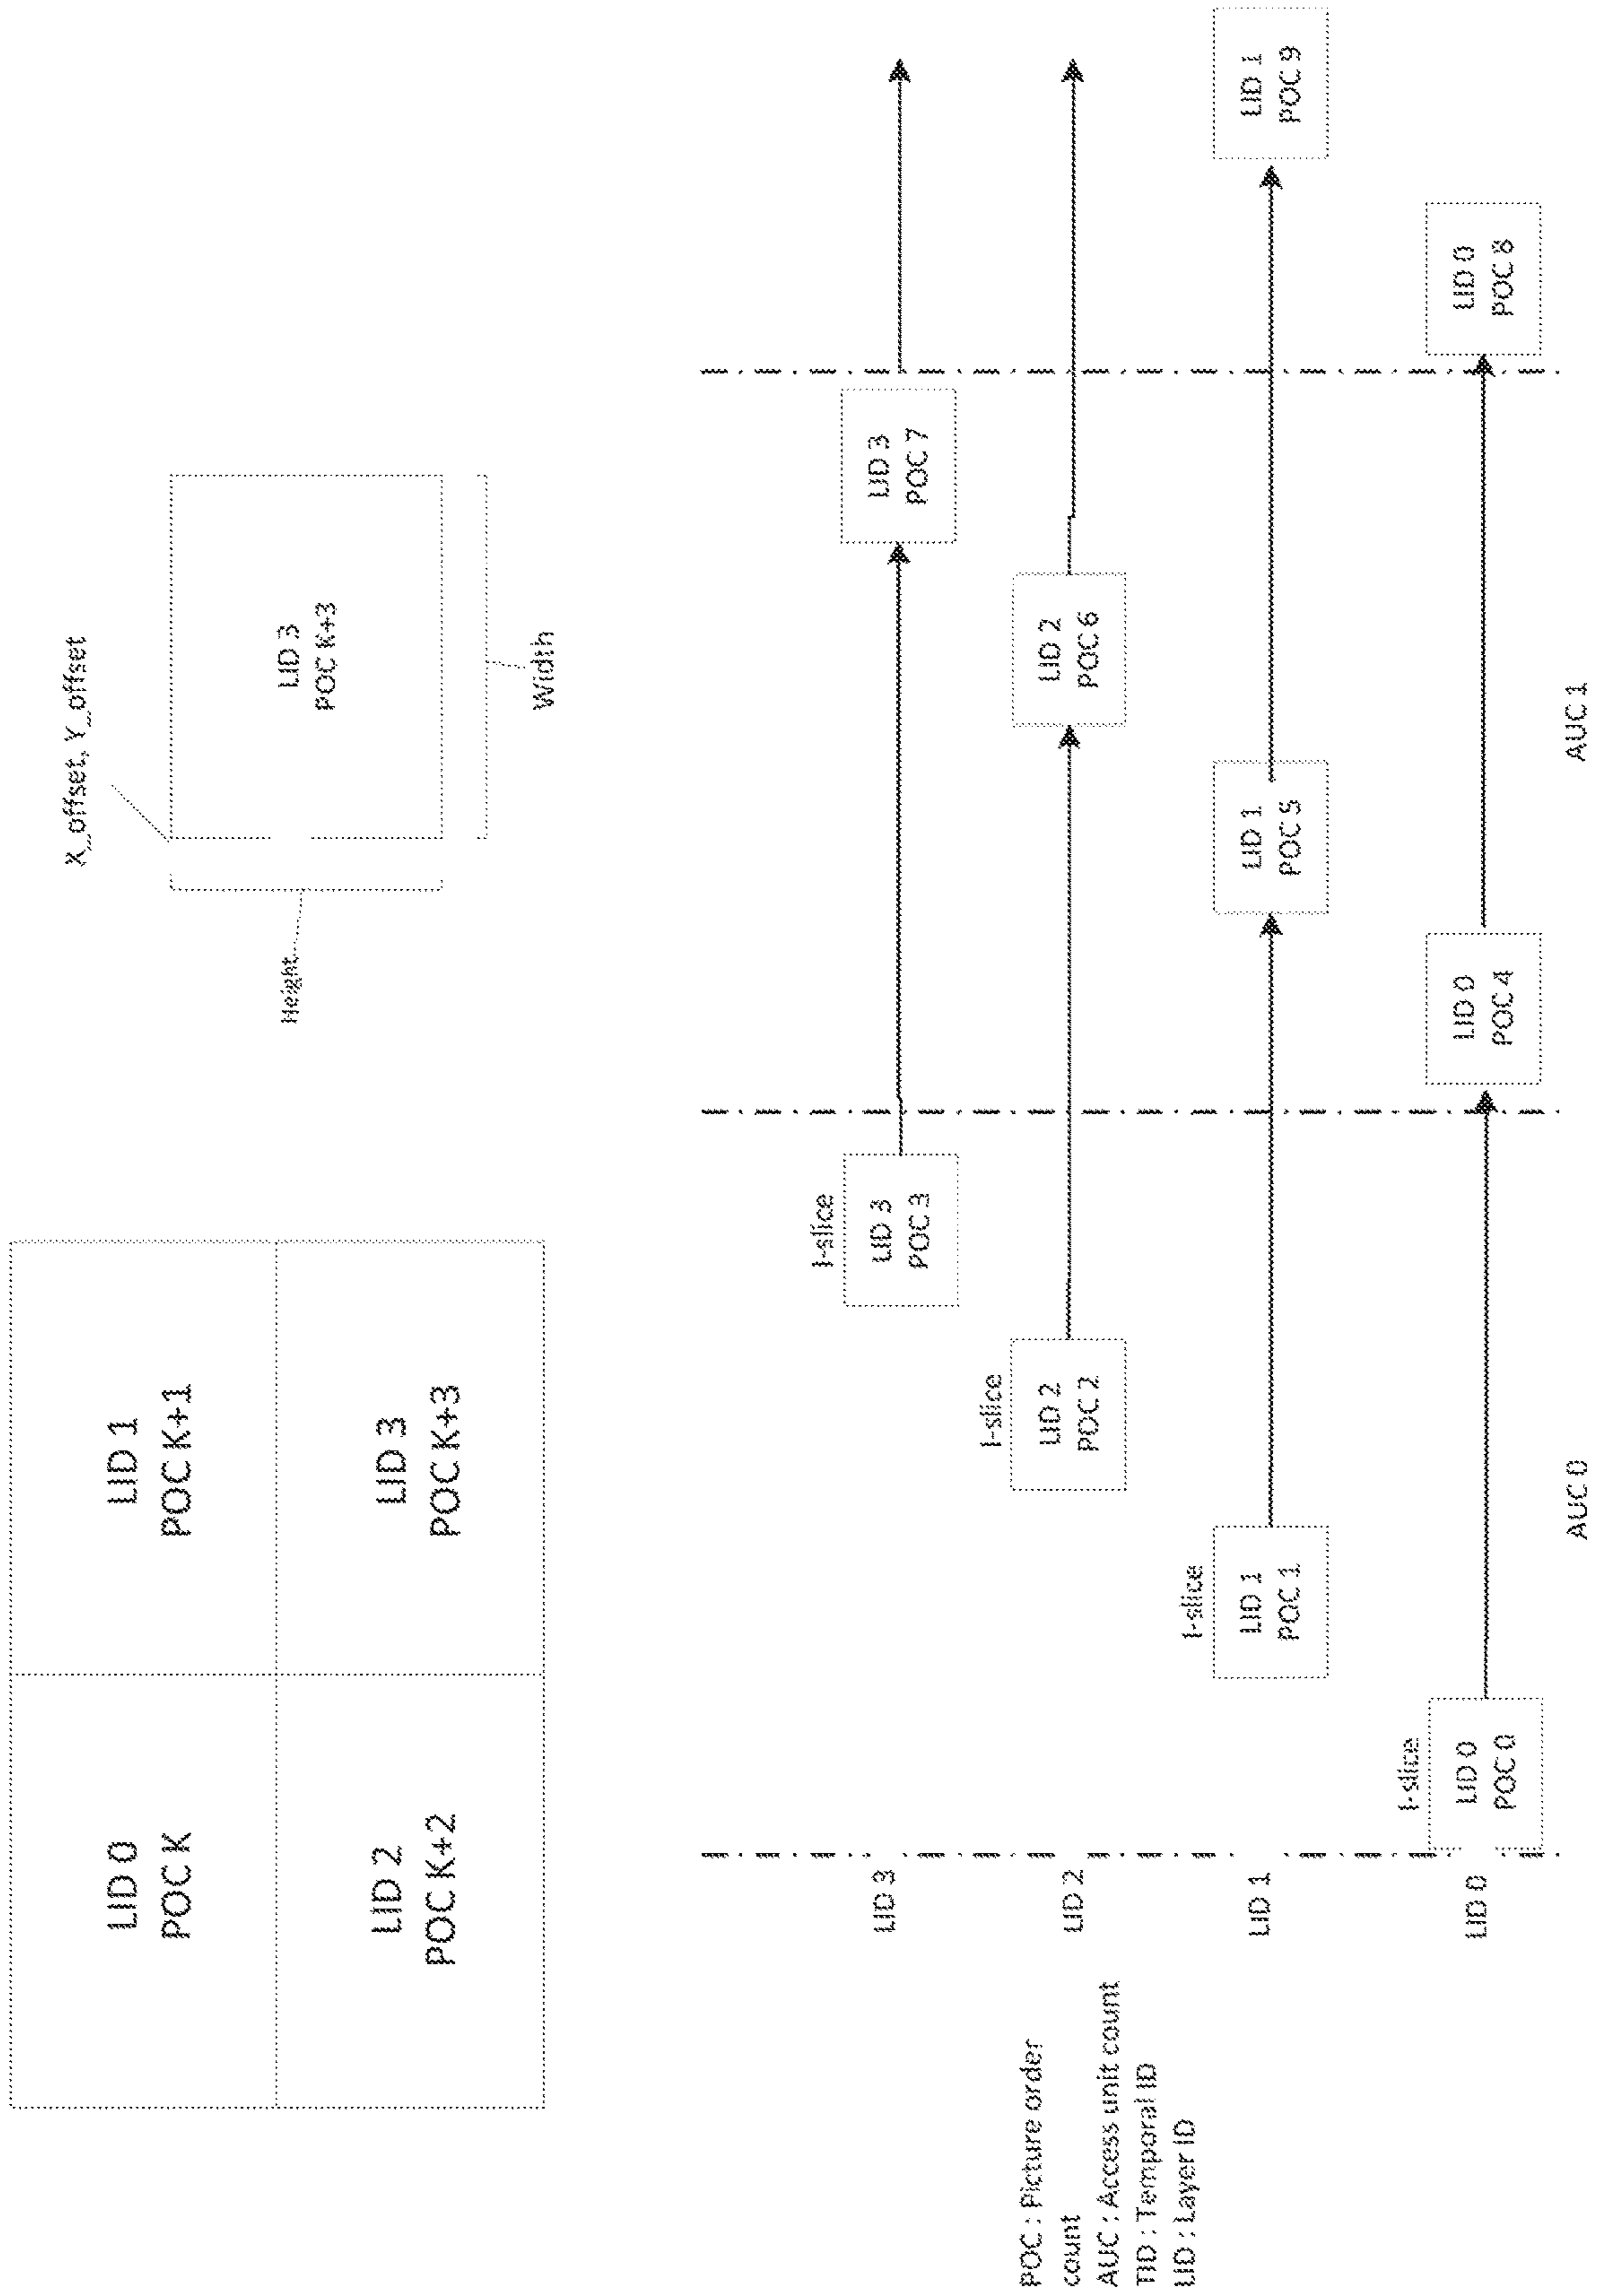 LID 0
POC K
LID 1
POC K+1
LID 2
POC K+2
LID 3
POC K+3
X_offset, Y_offset
Height
LID 3
POC K+3
Width
POC : Picture order
count
AUC : Access unit count
TID : Temporal ID
LID : Layer ID
LID 3
I-slice
LID 3
POC 3
LID 3
POC 7
LID 2
I-slice
LID 2
POC 2
LID 2
POC 6
LID 1
I-slice
LID 1
POC 1
LID 1
POC 5
LID 1
POC 9
LID 0
I-slice
LID 0
POC 0
LID 0
POC 4
LID 0
POC 8
AUC 0
AUC 1